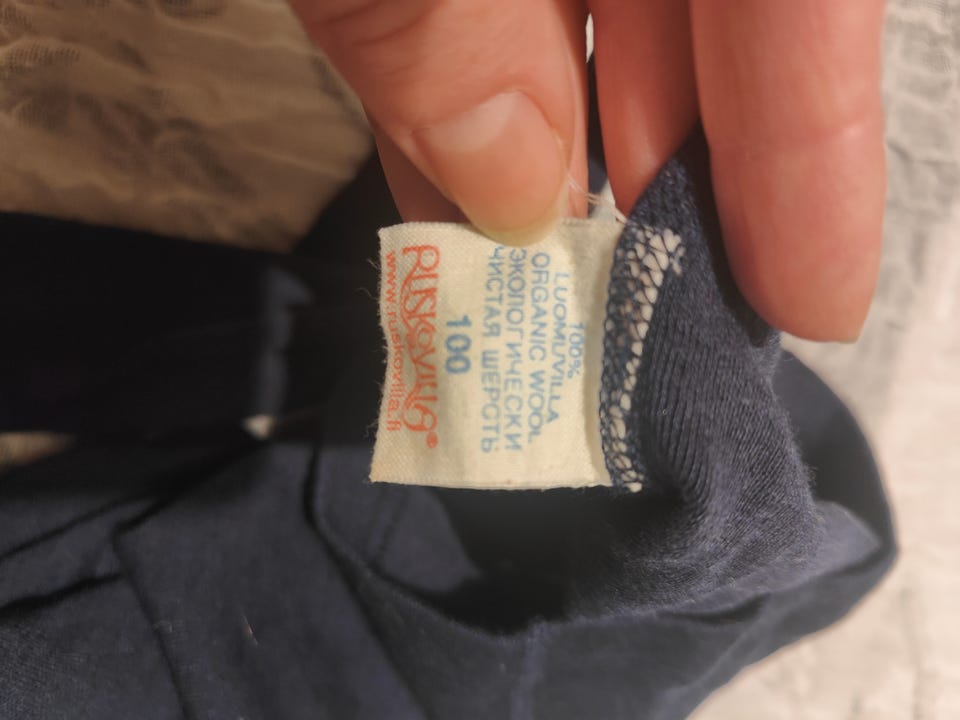 100%
LUOMUVILLA
ORGANIC WOOL
ЭКОЛОГИЧЕСКИ
ЧИСТАЯ ШЕРСТЬ
100
RUSKOVILLA®
www.ruskovilla.fi